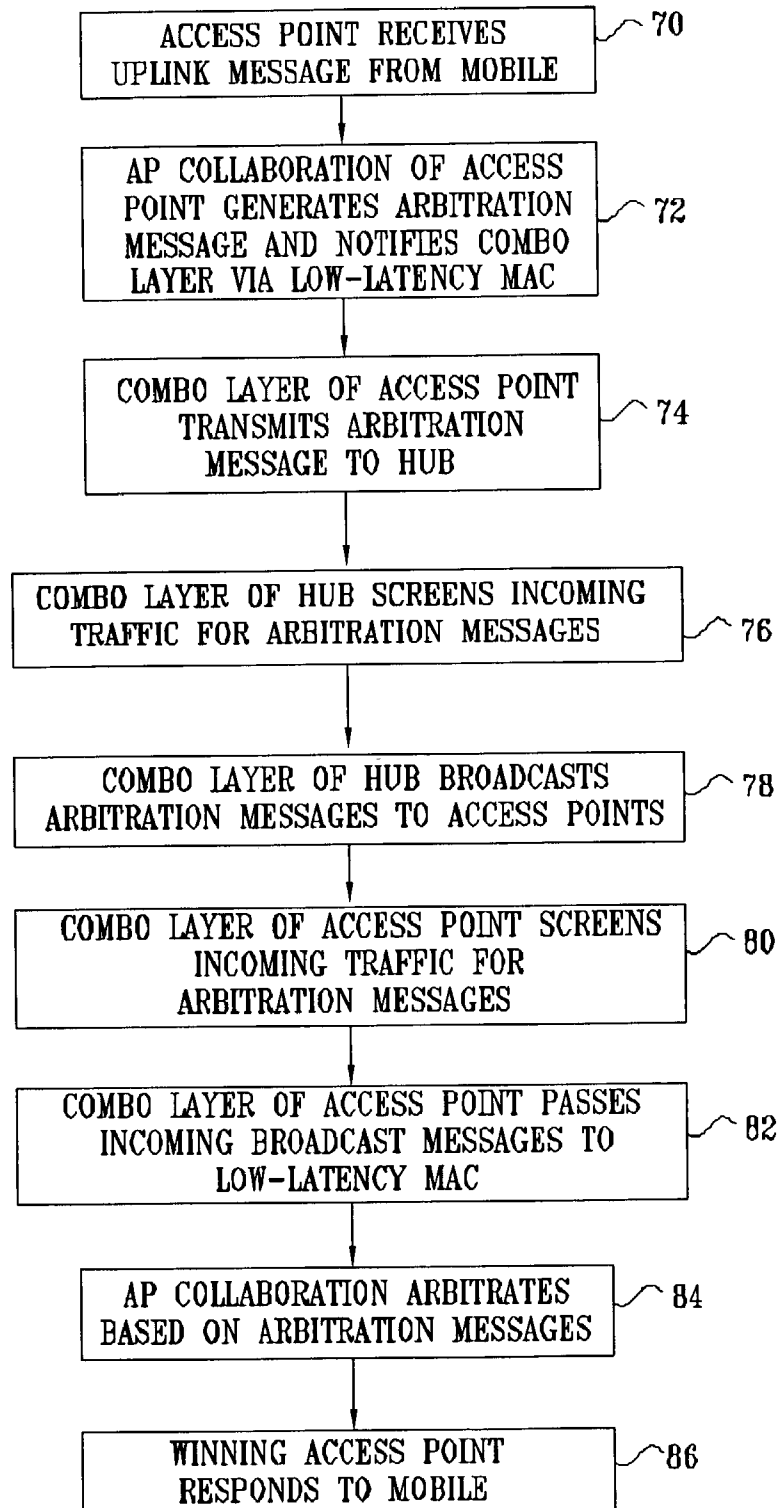 ACCESS POINT RECEIVES
UPLINK MESSAGE FROM MOBILE
70
AP COLLABORATION OF ACCESS
POINT GENERATES ARBITRATION
MESSAGE AND NOTIFIES COMBO
LAYER VIA LOW-LATENCY MAC
72
COMBO LAYER OF ACCESS POINT
TRANSMITS ARBITRATION
MESSAGE TO HUB
74
COMBO LAYER OF HUB SCREENS INCOMING
TRAFFIC FOR ARBITRATION MESSAGES
76
COMBO LAYER OF HUB BROADCASTS
ARBITRATION MESSAGES TO ACCESS POINTS
78
COMBO LAYER OF ACCESS POINT SCREENS
INCOMING TRAFFIC FOR
ARBITRATION MESSAGES
80
COMBO LAYER OF ACCESS POINT PASSES
INCOMING BROADCAST MESSAGES TO
LOW-LATENCY MAC
82
AP COLLABORATION ARBITRATES
BASED ON ARBITRATION MESSAGES
84
WINNING ACCESS POINT
RESPONDS TO MOBILE
86